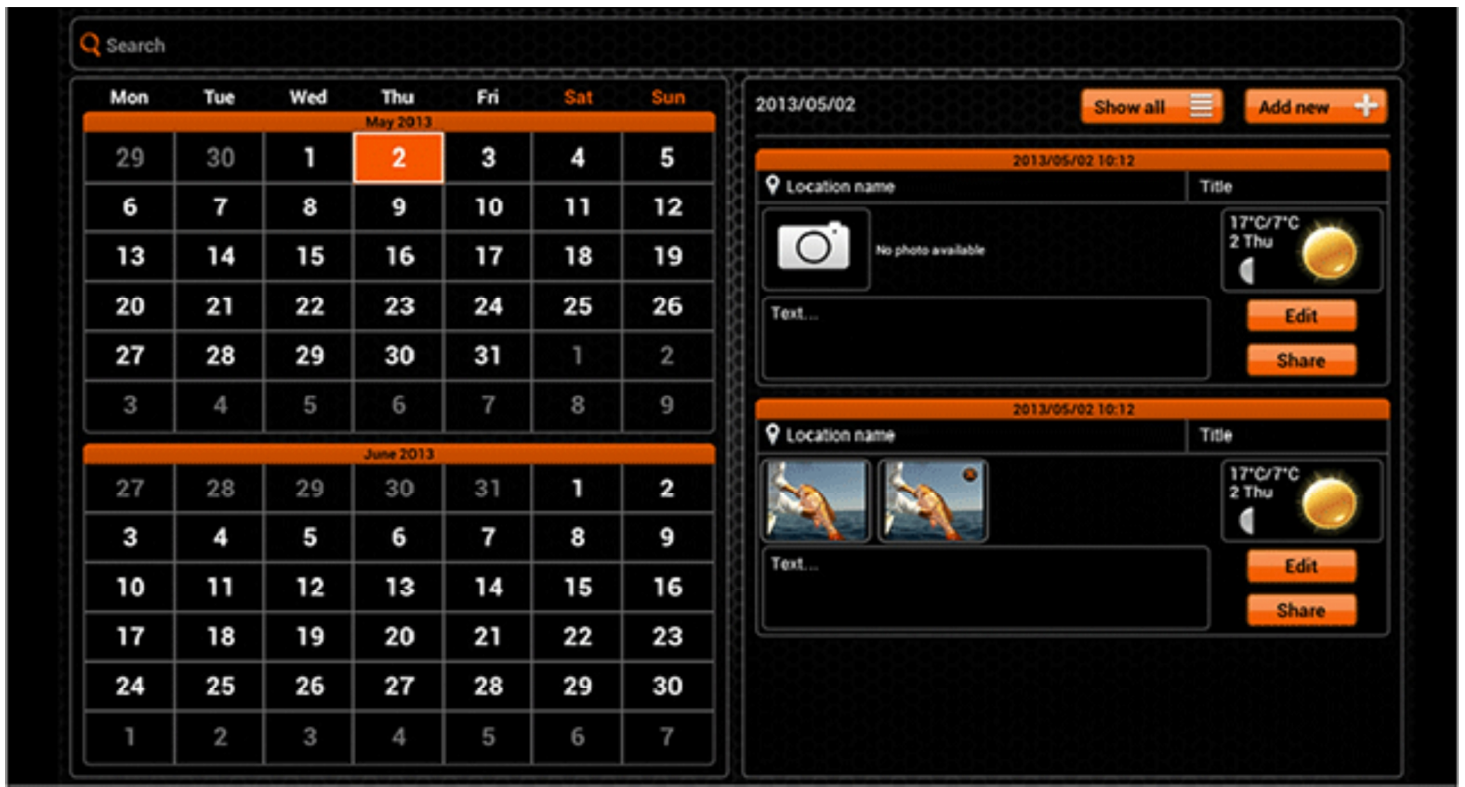 Search
Mon Tue Wed Thu Fri Sat Sun
May 2013
29 30 1 2 3 4 5
6 7 8 9 10 11 12
13 14 15 16 17 18 19
20 21 22 23 24 25 26
27 28 29 30 31 1 2
3 4 5 6 7 8 9
June 2013
27 28 29 30 31 1 2
3 4 5 6 7 8 9
10 11 12 13 14 15 16
17 18 19 20 21 22 23
24 25 26 27 28 29 30
1 2 3 4 5 6 7
2013/05/02 Show all Add new
2013/05/02 10:12
Location name Title
No photo available
17°C/7°C
2 Thu
Text...
Edit
Share
2013/05/02 10:12
Location name Title
17°C/7°C
2 Thu
Text...
Edit
Share